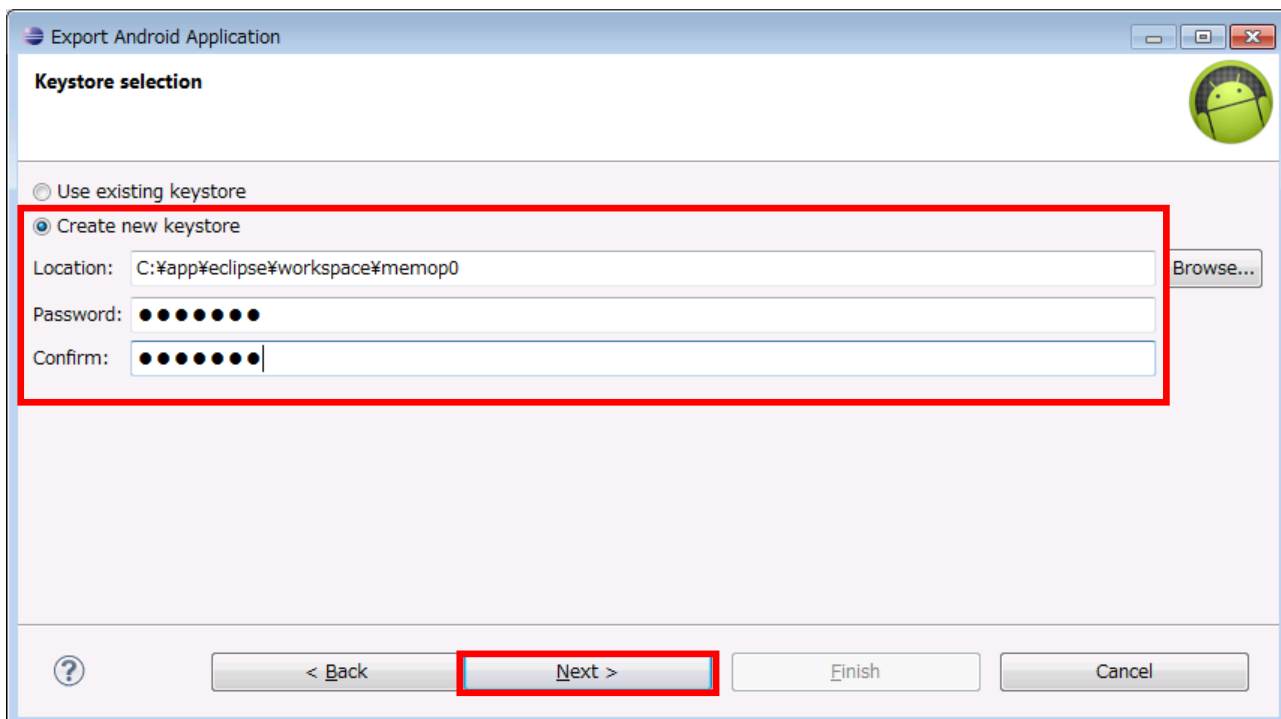 Export Android Application
Keystore selection
Use existing keystore
Create new keystore
Location: C:¥app¥eclipse¥workspace¥memop0 Browse...
Password: ●●●●●●●
Confirm: ●●●●●●●
? < Back Next > Finish Cancel